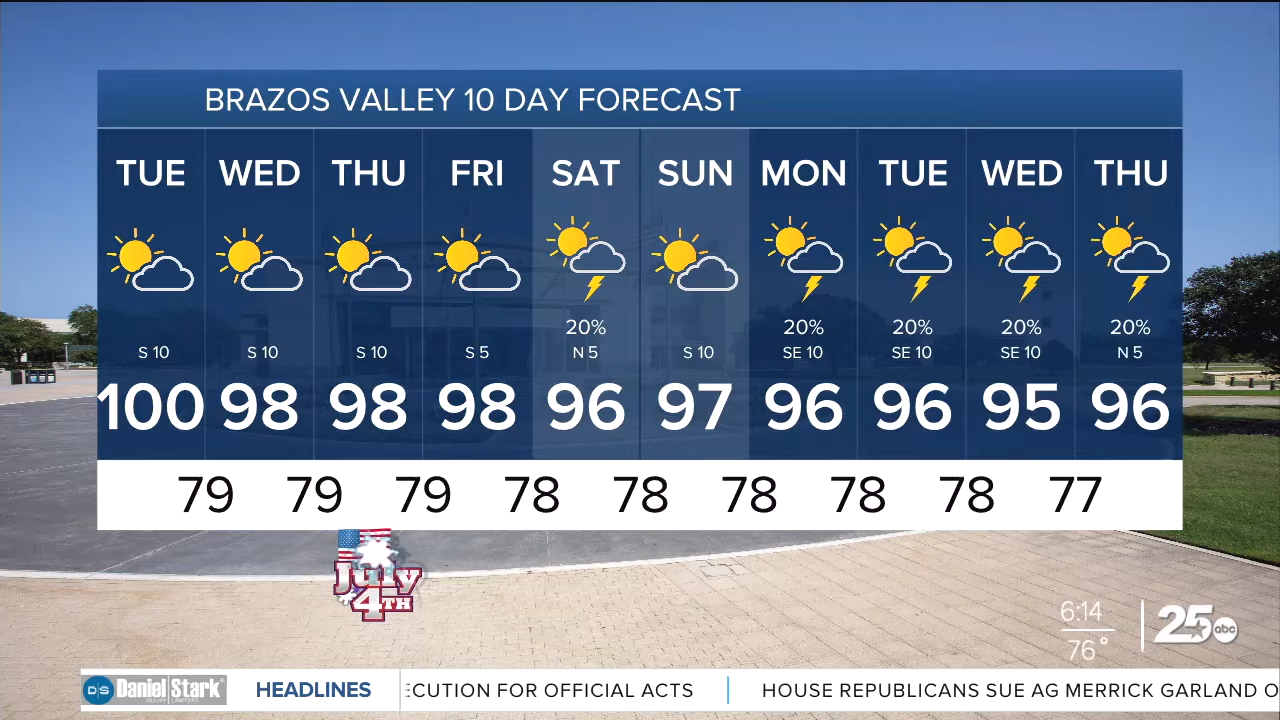 BRAZOS VALLEY 10 DAY FORECAST
TUE WED THU FRI SAT SUN MON TUE WED THU
20% 20% 20% 20% 20%
S 10 S 10 S 10 S 5 N 5 S 10 SE 10 SE 10 SE 10 N 5
100 98 98 98 96 97 96 96 95 96
79 79 79 78 78 78 78 78 77
July
4TH
6:14
76°
25 abc
DS Daniel Stark
INJURY LAWYERS
HEADLINES
ECUTION FOR OFFICIAL ACTS
HOUSE REPUBLICANS SUE AG MERRICK GARLAND O